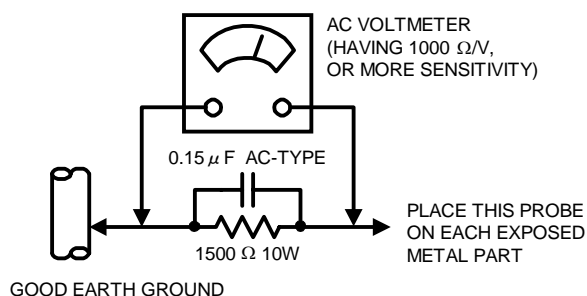 AC VOLTMETER
(HAVING 1000 Ω/V,
OR MORE SENSITIVITY)
0.15 μ F AC-TYPE
1500 Ω 10W
PLACE THIS PROBE
ON EACH EXPOSED
METAL PART
GOOD EARTH GROUND